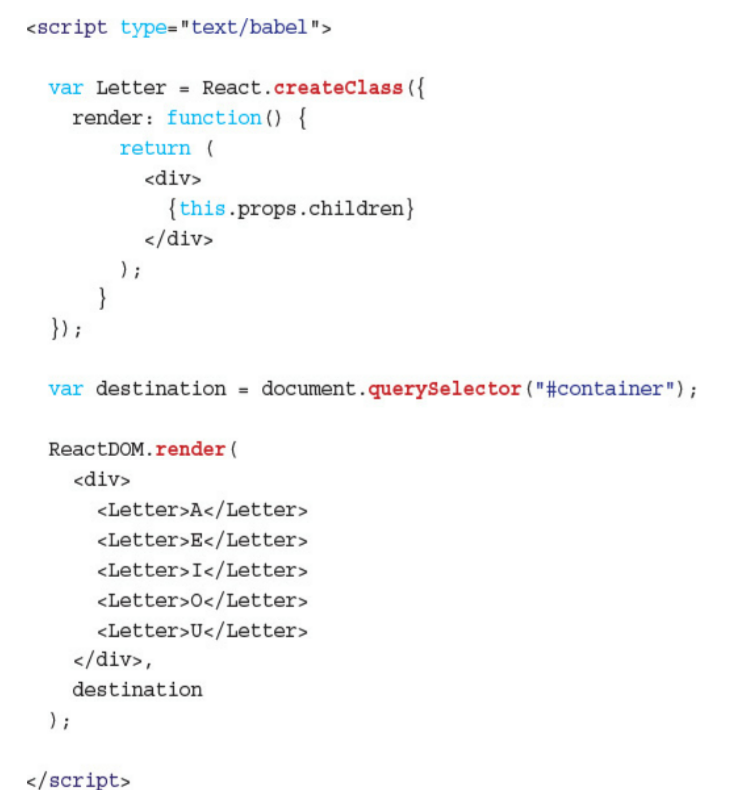 <script type="text/babel">
var Letter = React.createClass({
render: function() {
return (
<div>
{this.props.children}
</div>
);
}
});
var destination = document.querySelector("#container");
ReactDOM.render(
<div>
<Letter>A</Letter>
<Letter>E</Letter>
<Letter>I</Letter>
<Letter>O</Letter>
<Letter>U</Letter>
</div>,
destination
);
</script>